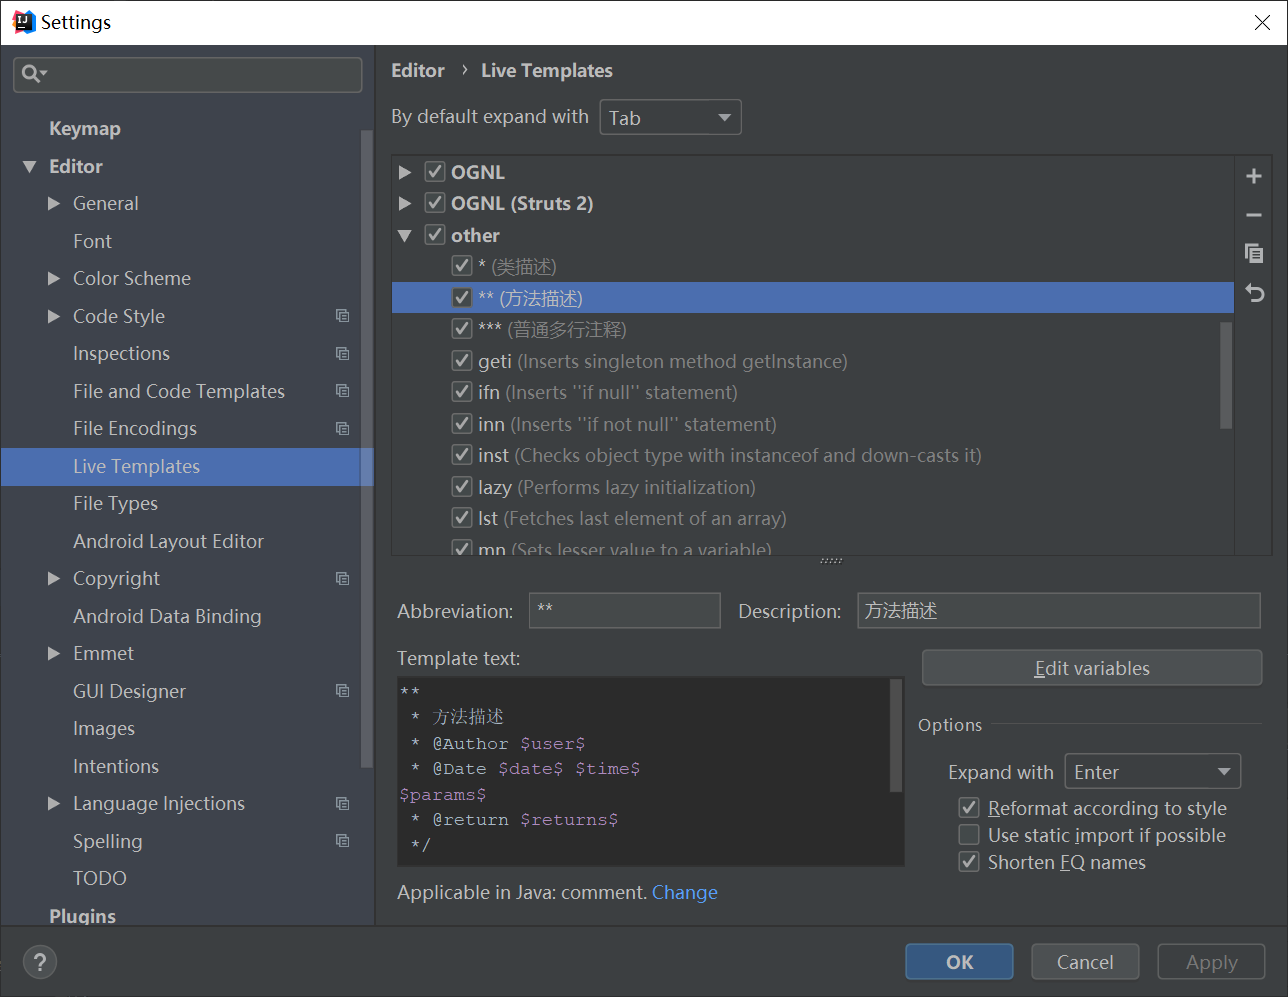 Settings
Keymap
Editor
General
Font
Color Scheme
Code Style
Inspections
File and Code Templates
File Encodings
Live Templates
File Types
Android Layout Editor
Copyright
Android Data Binding
Emmet
GUI Designer
Images
Intentions
Language Injections
Spelling
TODO
Plugins
Editor › Live Templates
By default expand with Tab
OGNL
OGNL (Struts 2)
other
* (类描述)
** (方法描述)
*** (普通多行注释)
geti (Inserts singleton method getInstance)
ifn (Inserts ''if null'' statement)
inn (Inserts ''if not null'' statement)
inst (Checks object type with instanceof and down-casts it)
lazy (Performs lazy initialization)
lst (Fetches last element of an array)
mn (Sets lesser value to a variable)
Abbreviation: ** Description: 方法描述
Template text:
**
* 方法描述
* @Author $user$
* @Date $date$ $time$
$params$
* @return $returns$
*/
Applicable in Java: comment. Change
Edit variables
Options
Expand with Enter
Reformat according to style
Use static import if possible
Shorten EQ names
?
OK Cancel Apply